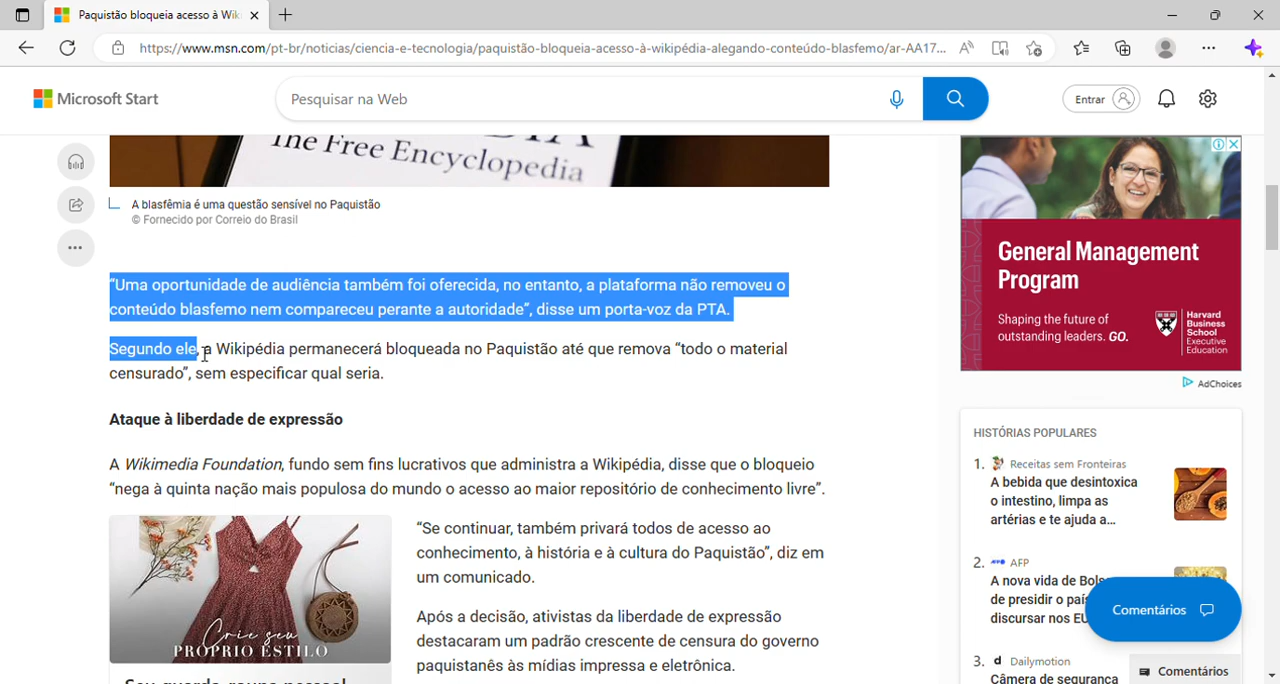 Paquistão bloqueia acesso à Wik
https://www.msn.com/pt-br/noticias/ciencia-e-tecnologia/paquistão-bloqueia-acesso-à-wikipédia-alegando-conteúdo-blasfemo/ar-AA17...
Microsoft Start
Pesquisar na Web
Entrar
The Free Encyclopedia
A blasfêmia é uma questão sensível no Paquistão
© Fornecido por Correio do Brasil
“Uma oportunidade de audiência também foi oferecida, no entanto, a plataforma não removeu o
conteúdo blasfemo nem compareceu perante a autoridade”, disse um porta-voz da PTA.
Segundo ele, a Wikipédia permanecerá bloqueada no Paquistão até que remova “todo o material
censurado”, sem especificar qual seria.
Ataque à liberdade de expressão
A Wikimedia Foundation, fundo sem fins lucrativos que administra a Wikipédia, disse que o bloqueio
“nega à quinta nação mais populosa do mundo o acesso ao maior repositório de conhecimento livre”.
Crie seu
PRÓPRIO ESTILO
“Se continuar, também privará todos de acesso ao
conhecimento, à história e à cultura do Paquistão”, diz em
um comunicado.
Após a decisão, ativistas da liberdade de expressão
destacaram um padrão crescente de censura do governo
paquistanês às mídias impressa e eletrônica.
General Management
Program
Shaping the future of
outstanding leaders. GO.
Harvard
Business
School
Executive
Education
AdChoices
HISTÓRIAS POPULARES
1. Receitas sem Fronteiras
A bebida que desintoxica
o intestino, limpa as
artérias e te ajuda a...
2. AFP
A nova vida de Bols
de presidir o paí
discursar nos EU
Comentários
3. d Dailymotion
Câmera de segurança
Comentários